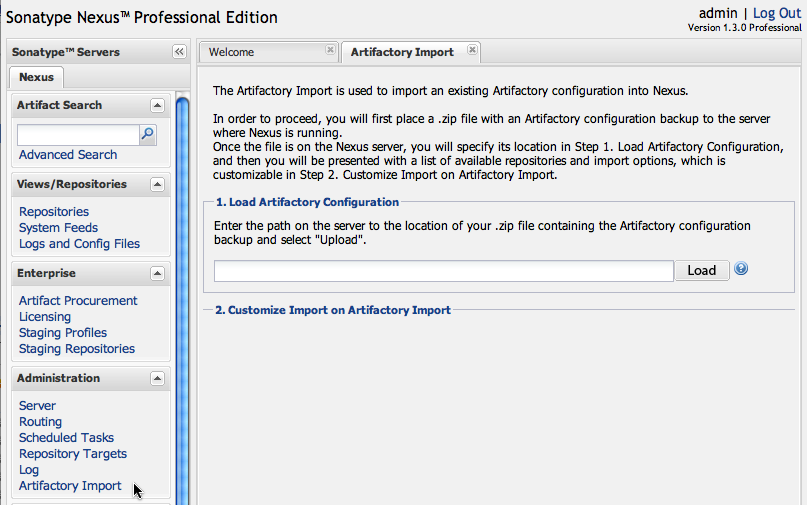 Sonatype Nexus™ Professional Edition
admin | Log Out
Version 1.3.0 Professional
Sonatype™ Servers
Nexus
Artifact Search
Advanced Search
Views/Repositories
Repositories
System Feeds
Logs and Config Files
Enterprise
Artifact Procurement
Licensing
Staging Profiles
Staging Repositories
Administration
Server
Routing
Scheduled Tasks
Repository Targets
Log
Artifactory Import
Welcome
Artifactory Import
The Artifactory Import is used to import an existing Artifactory configuration into Nexus.
In order to proceed, you will first place a .zip file with an Artifactory configuration backup to the server
where Nexus is running.
Once the file is on the Nexus server, you will specify its location in Step 1. Load Artifactory Configuration,
and then you will be presented with a list of available repositories and import options, which is
customizable in Step 2. Customize Import on Artifactory Import.
1. Load Artifactory Configuration
Enter the path on the server to the location of your .zip file containing the Artifactory configuration
backup and select "Upload".
Load
2. Customize Import on Artifactory Import